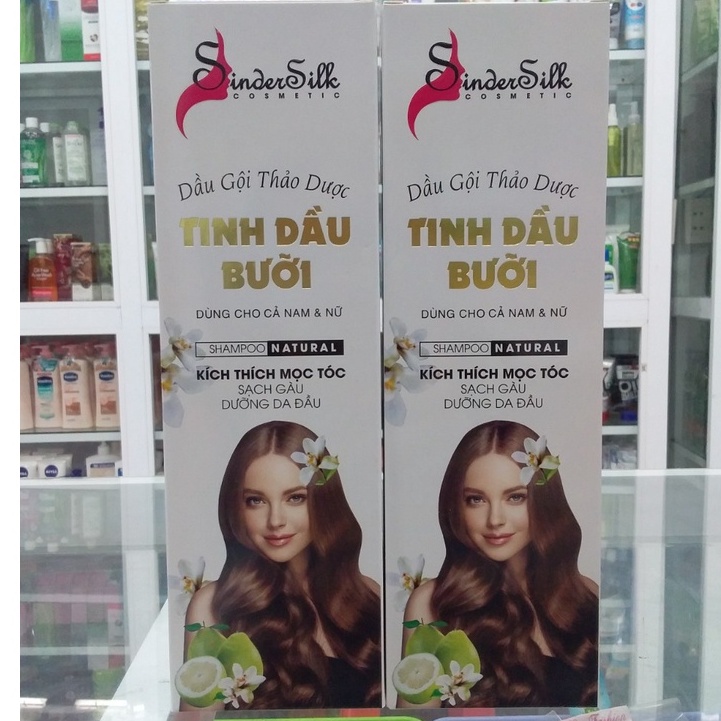 SinderSilk
COSMETIC
Dầu Gội Thảo Dược
TINH DẦU
BƯỞI
DÙNG CHO CẢ NAM & NỮ
SHAMPOO NATURAL
KÍCH THÍCH MỌC TÓC
SẠCH GÀU
DƯỠNG DA ĐẦU
SinderSilk
COSMETIC
Dầu Gội Thảo Dược
TINH DẦU
BƯỞI
DÙNG CHO CẢ NAM & NỮ
SHAMPOO NATURAL
KÍCH THÍCH MỌC TÓC
SẠCH GÀU
DƯỠNG DA ĐẦU